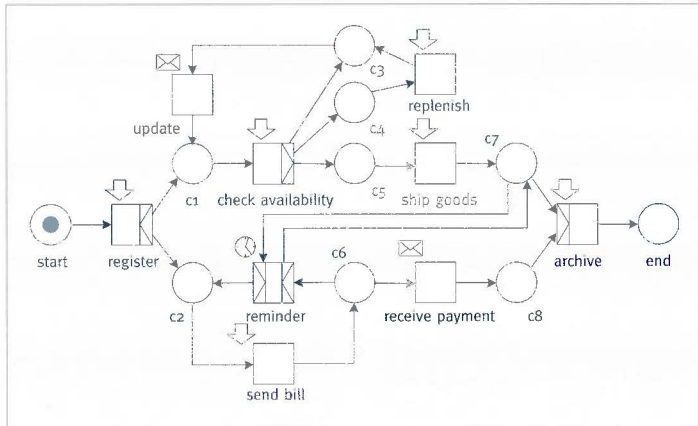 c3
replenish
update
c4
c7
c1
check availability
c5
ship goods
start
register
c6
archive
end
c2
reminder
receive payment
c8
send bill